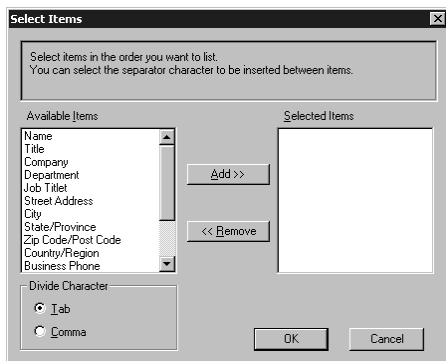 Select Items
Select items in the order you want to list.
You can select the separator character to be inserted between items.
Available Items
Selected Items
Name
Title
Company
Department
Job Titlet
Street Address
City
State/Province
Zip Code/Post Code
Country/Region
Business Phone
Add >>
<< Remove
Divide Character
Tab
Comma
OK
Cancel